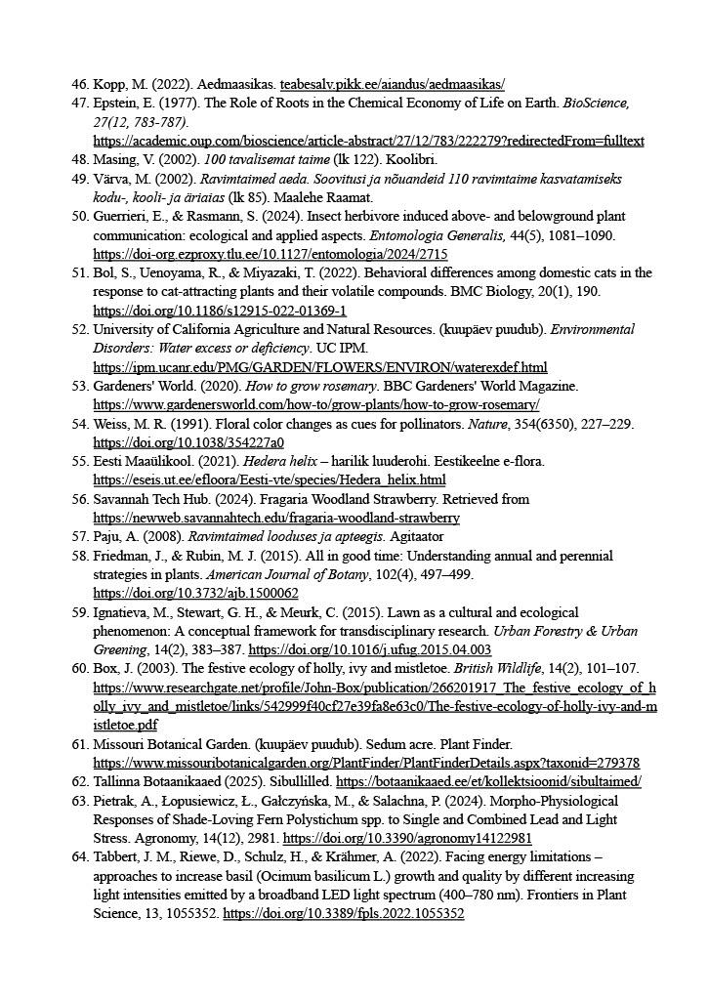 46. Kopp, M. (2022). Aedmaasikas. teabesalv.pikk.ee/aiandus/aedmaasikas/
47. Epstein, E. (1977). The Role of Roots in the Chemical Economy of Life on Earth. BioScience,
27(12, 783-787).
https://academic.oup.com/bioscience/article-abstract/27/12/783/222279?redirectedFrom=fulltext
48. Masing, V. (2002). 100 tavalisemat taime (lk 122). Koolibri.
49. Värva, M. (2002). Ravimtaimed aeda. Soovitusi ja nõuandeid 110 ravimtaime kasvatamiseks
kodu-, kooli- ja äriaias (lk 85). Maalehe Raamat.
50. Guerrieri, E., & Rasmann, S. (2024). Insect herbivore induced above- and belowground plant
communication: ecological and applied aspects. Entomologia Generalis, 44(5), 1081–1090.
https://doi-org.ezproxy.tlu.ee/10.1127/entomologia/2024/2715
51. Bol, S., Uenoyama, R., & Miyazaki, T. (2022). Behavioral differences among domestic cats in the
response to cat-attracting plants and their volatile compounds. BMC Biology, 20(1), 190.
https://doi.org/10.1186/s12915-022-01369-1
52. University of California Agriculture and Natural Resources. (kuupäev puudub). Environmental
Disorders: Water excess or deficiency. UC IPM.
https://ipm.ucanr.edu/PMG/GARDEN/FLOWERS/ENVIRON/waterexdef.html
53. Gardeners' World. (2020). How to grow rosemary. BBC Gardeners' World Magazine.
https://www.gardenersworld.com/how-to/grow-plants/how-to-grow-rosemary/
54. Weiss, M. R. (1991). Floral color changes as cues for pollinators. Nature, 354(6350), 227–229.
https://doi.org/10.1038/354227a0
55. Eesti Maaülikool. (2021). Hedera helix – harilik luuderohi. Eestikeelne e-flora.
https://eseis.ut.ee/efloora/Eesti-vte/species/Hedera_helix.html
56. Savannah Tech Hub. (2024). Fragaria Woodland Strawberry. Retrieved from
https://newweb.savannahtech.edu/fragaria-woodland-strawberry
57. Paju, A. (2008). Ravimtaimed looduses ja apteegis. Agitaator
58. Friedman, J., & Rubin, M. J. (2015). All in good time: Understanding annual and perennial
strategies in plants. American Journal of Botany, 102(4), 497–499.
https://doi.org/10.3732/ajb.1500062
59. Ignatieva, M., Stewart, G. H., & Meurk, C. (2015). Lawn as a cultural and ecological
phenomenon: A conceptual framework for transdisciplinary research. Urban Forestry & Urban
Greening, 14(2), 383–387. https://doi.org/10.1016/j.ufug.2015.04.003
60. Box, J. (2003). The festive ecology of holly, ivy and mistletoe. British Wildlife, 14(2), 101–107.
https://www.researchgate.net/profile/John-Box/publication/266201917_The_festive_ecology_of_h
olly_ivy_and_mistletoe/links/542999f40cf27e39fa8e63c0/The-festive-ecology-of-holly-ivy-and-m
istletoe.pdf
61. Missouri Botanical Garden. (kuupäev puudub). Sedum acre. Plant Finder.
https://www.missouribotanicalgarden.org/PlantFinder/PlantFinderDetails.aspx?taxonid=279378
62. Tallinna Botaanikaaed (2025). Sibullilled. https://botaanikaaed.ee/et/kollektsioonid/sibultaimed/
63. Pietrak, A., Łopusiewicz, Ł., Gałczyńska, M., & Salachna, P. (2024). Morpho-Physiological
Responses of Shade-Loving Fern Polystichum spp. to Single and Combined Lead and Light
Stress. Agronomy, 14(12), 2981. https://doi.org/10.3390/agronomy14122981
64. Tabbert, J. M., Riewe, D., Schulz, H., & Krähmer, A. (2022). Facing energy limitations –
approaches to increase basil (Ocimum basilicum L.) growth and quality by different increasing
light intensities emitted by a broadband LED light spectrum (400–780 nm). Frontiers in Plant
Science, 13, 1055352. https://doi.org/10.3389/fpls.2022.1055352